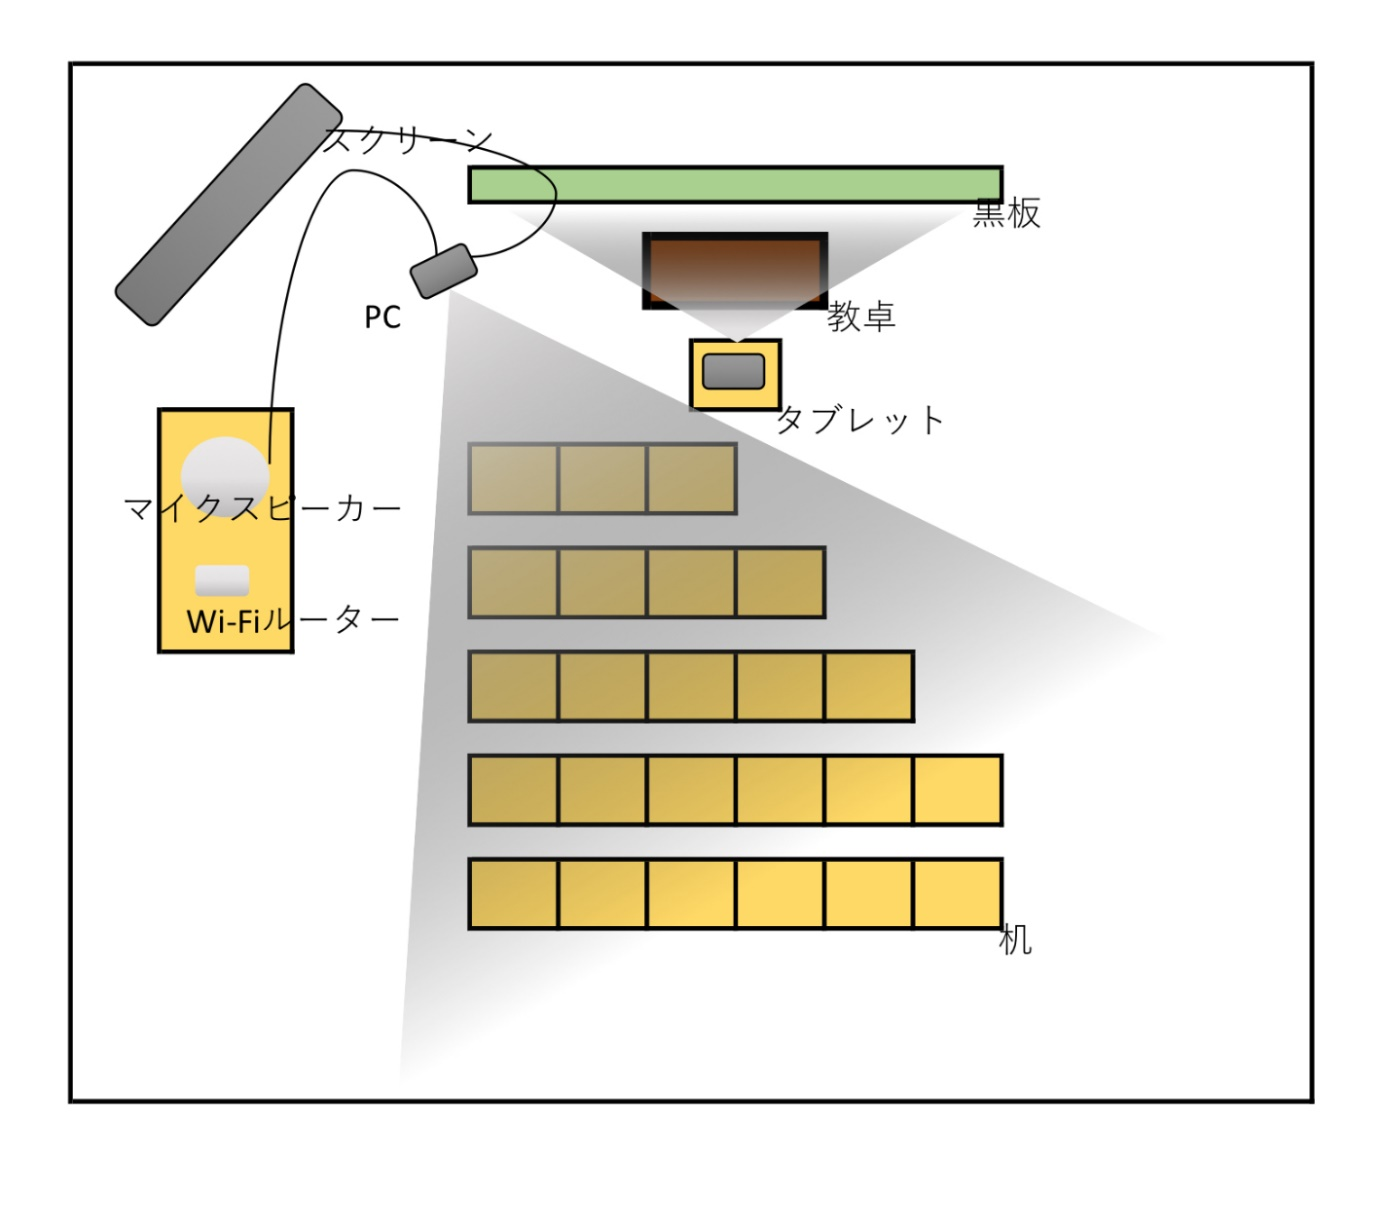 スクリーン
黒板
PC
教卓
タブレット
マイクスピーカー
Wi-Fiルーター
机